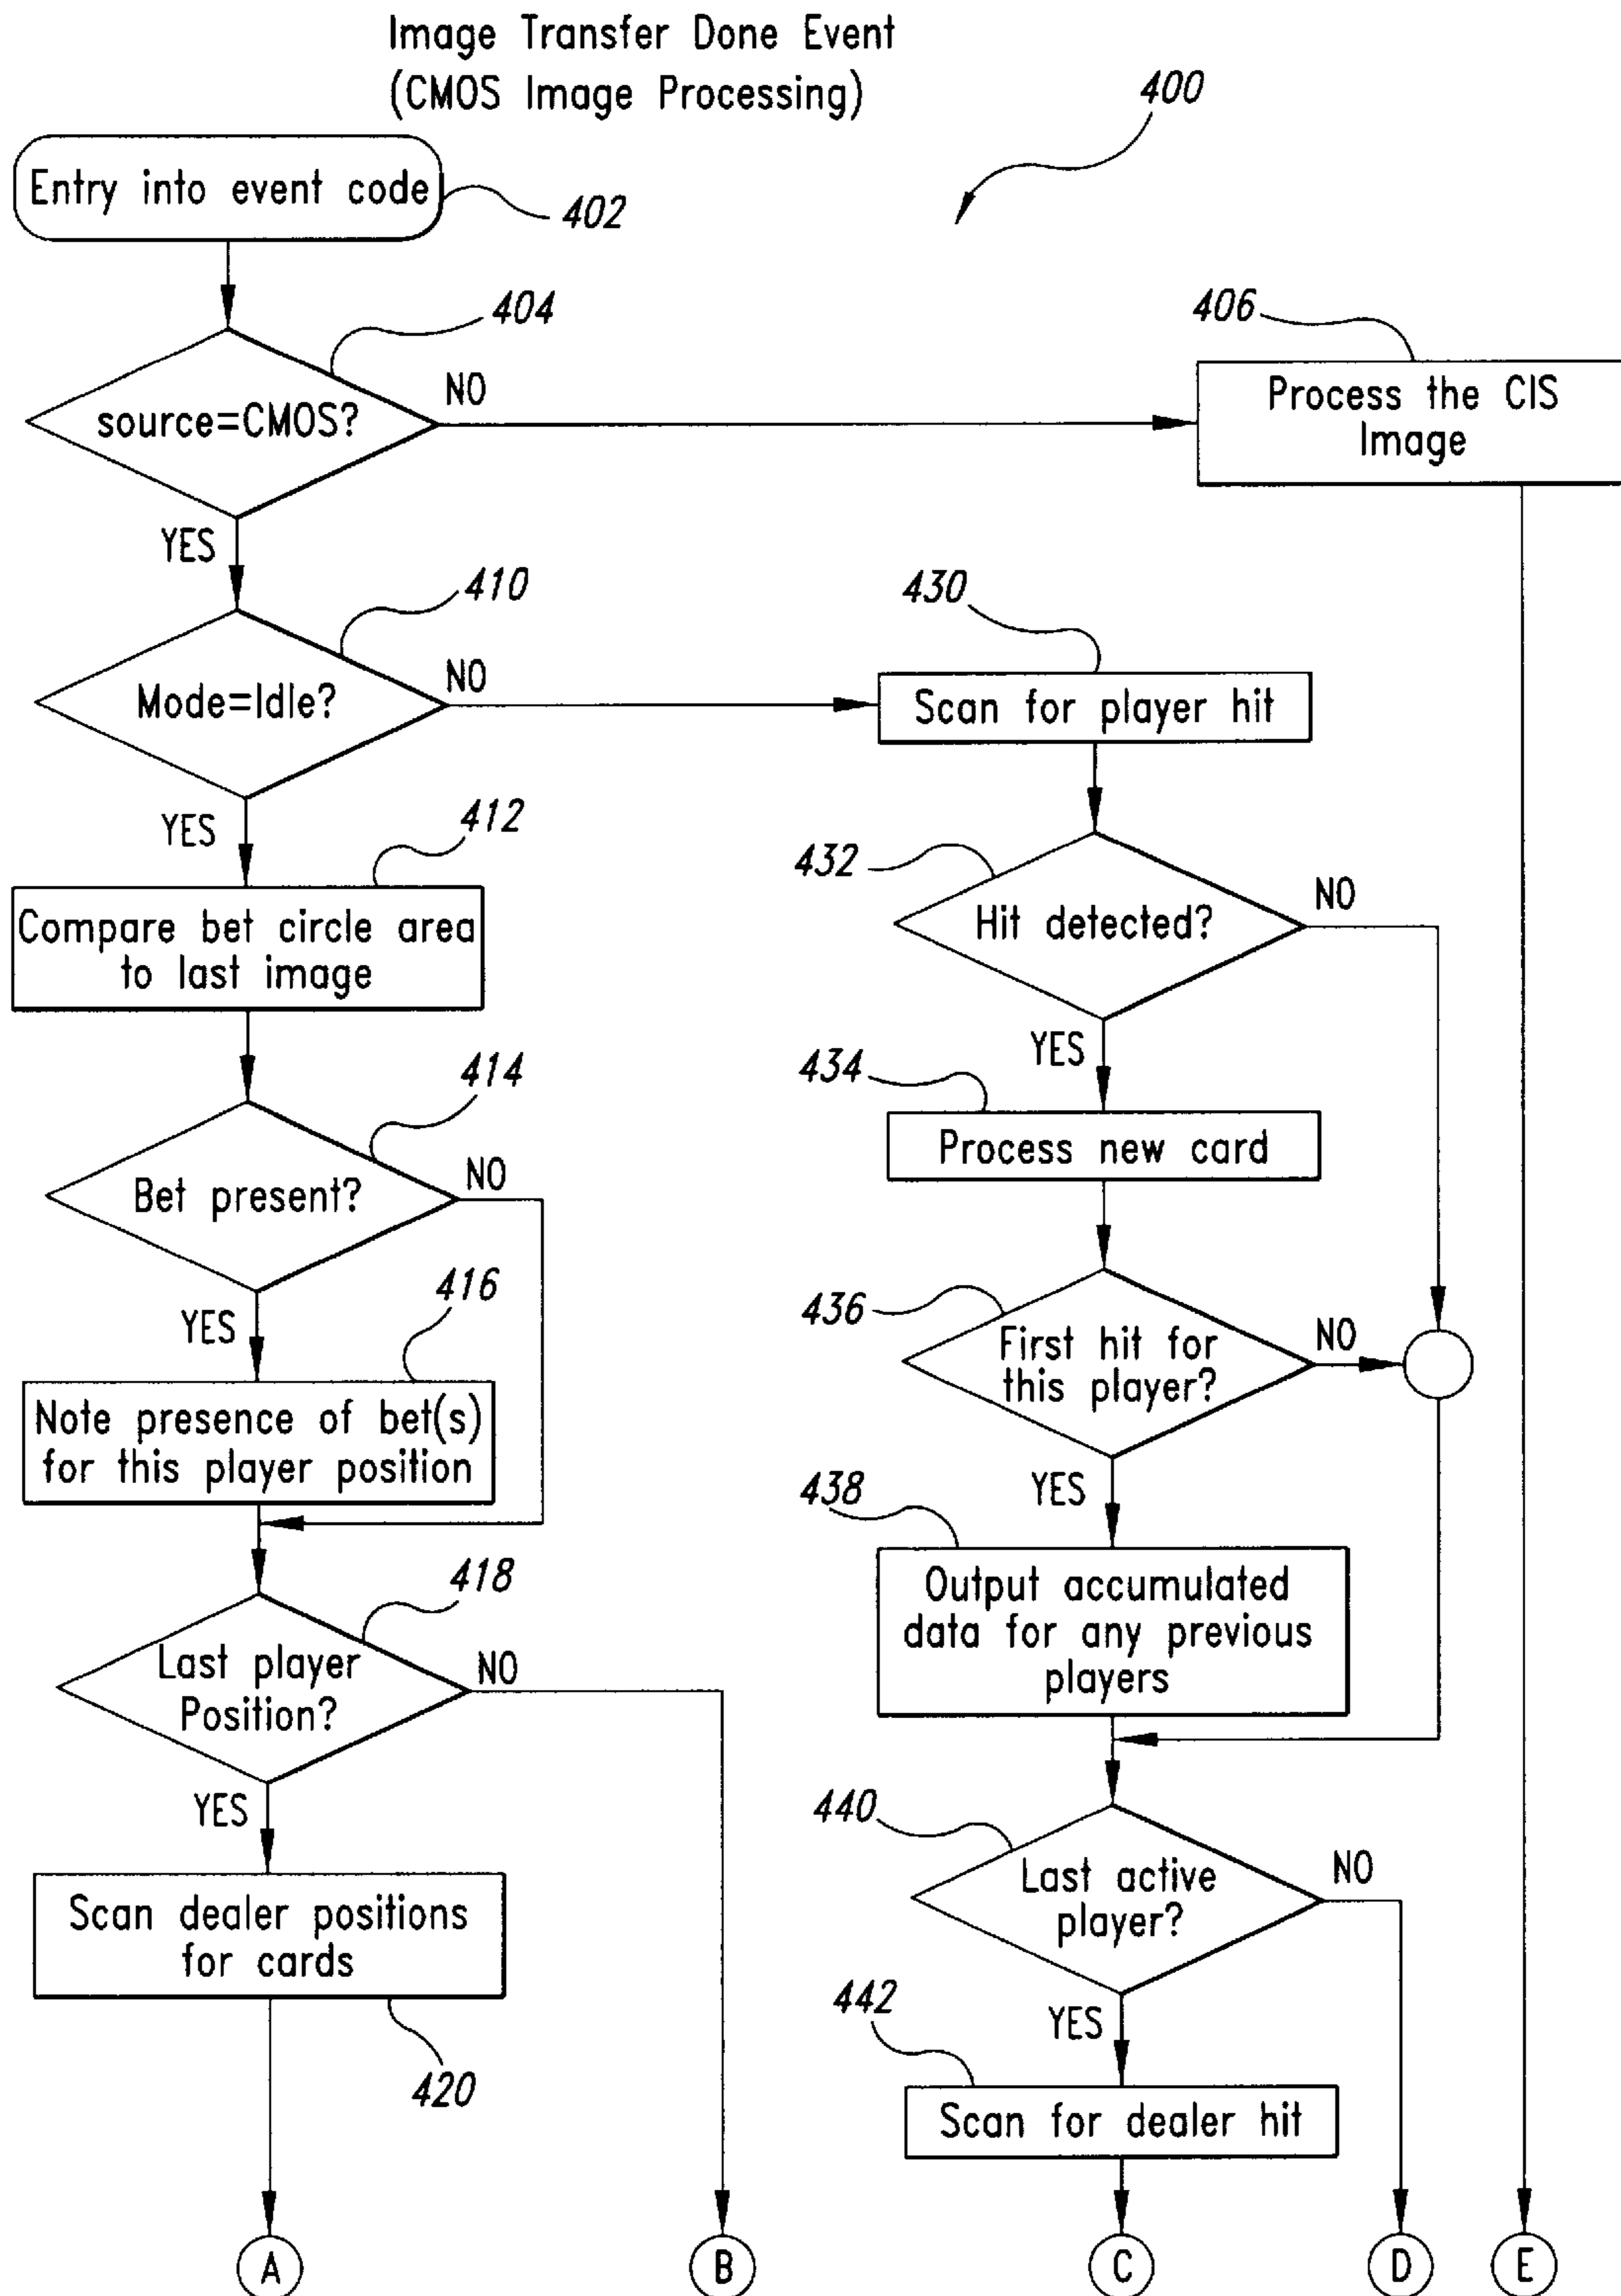 Image Transfer Done Event
(CMOS Image Processing)
400
Entry into event code
402
404
source=CMOS?
NO
YES
406
Process the CIS
Image
410
Mode=Idle?
NO
YES
430
Scan for player hit
412
Compare bet circle area
to last image
432
Hit detected?
NO
YES
414
Bet present?
NO
YES
434
Process new card
416
Note presence of bet(s)
for this player position
436
First hit for
this player?
NO
YES
438
Output accumulated
data for any previous
players
418
Last player
Position?
NO
YES
440
Last active
player?
NO
YES
Scan dealer positions
for cards
420
442
Scan for dealer hit
A
B
C
D
E